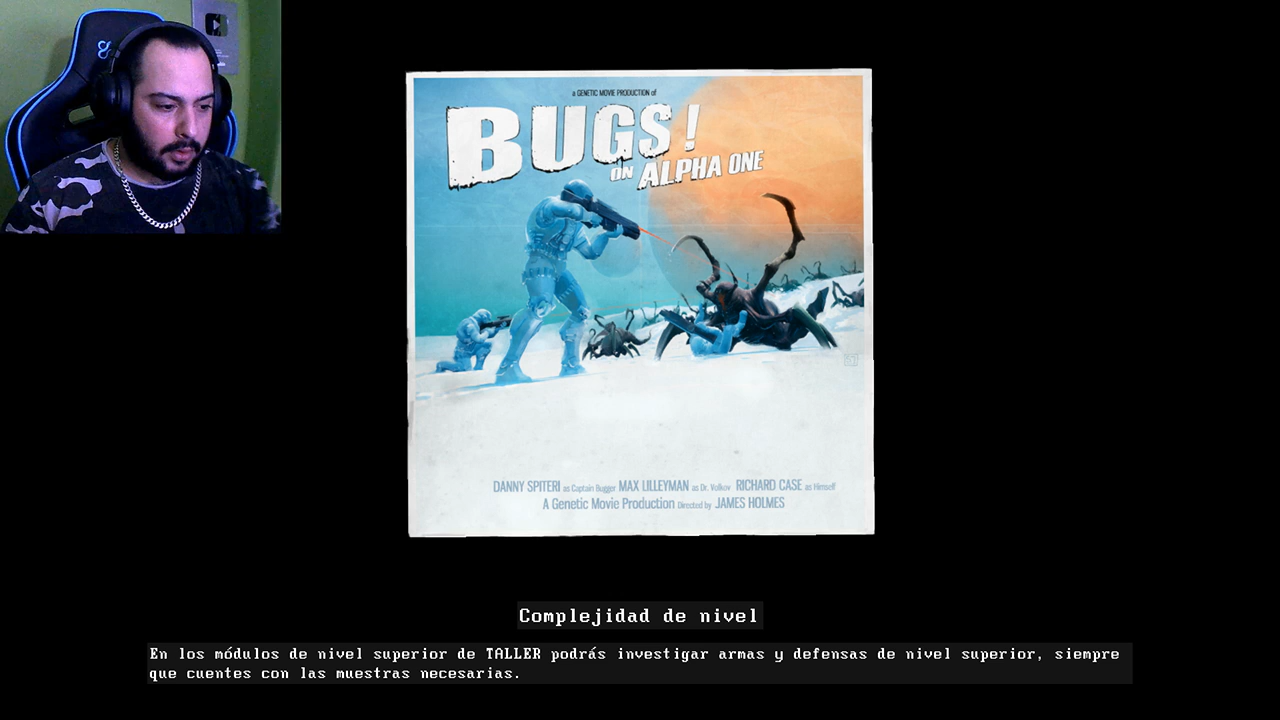 a GENETIC MOVIE PRODUCTION of
BUGS!
ON ALPHA ONE
DANNY SPITERI as Captain Bugger MAX LILLEYMAN as Dr. Volkov RICHARD CASE as Himself
A Genetic Movie Production Directed by JAMES HOLMES
Complejidad de nivel
En los módulos de nivel superior de TALLER podrás investigar armas y defensas de nivel superior, siempre
que cuentes con las muestras necesarias.